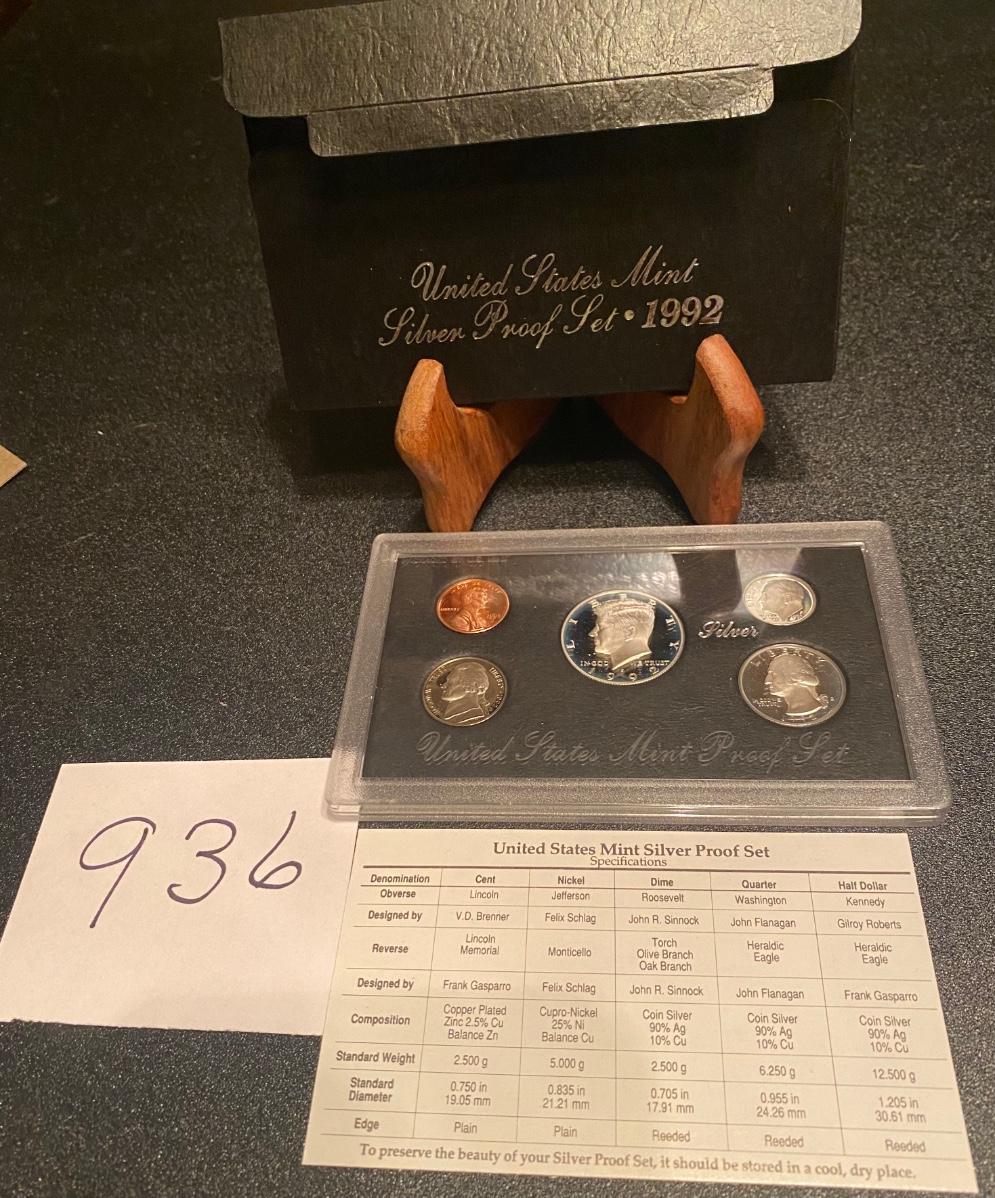 United States Mint
Silver Proof Set • 1992
LIBERTY
LIBERTY
IN GOD WE TRUST
1992
Silver
LIBERTY
United States Mint Proof Set
936
United States Mint Silver Proof Set
Specifications
Denomination Cent Nickel Dime Quarter Half Dollar
Obverse Lincoln Jefferson Roosevelt Washington Kennedy
Designed by V.D. Brenner Felix Schlag John R. Sinnock John Flanagan Gilroy Roberts
Reverse Lincoln Memorial Monticello Torch Olive Branch Oak Branch Heraldic Eagle Heraldic Eagle
Designed by Frank Gasparro Felix Schlag John R. Sinnock John Flanagan Frank Gasparro
Composition Copper Plated Zinc 2.5% Cu Balance Zn Cupro-Nickel 25% Ni Balance Cu Coin Silver 90% Ag 10% Cu Coin Silver 90% Ag 10% Cu Coin Silver 90% Ag 10% Cu
Standard Weight 2.500 g 5.000 g 2.500 g 6.250 g 12.500 g
Standard Diameter 0.750 in 19.05 mm 0.835 in 21.21 mm 0.705 in 17.91 mm 0.955 in 24.26 mm 1.205 in 30.61 mm
Edge Plain Plain Reeded Reeded Reeded
To preserve the beauty of your Silver Proof Set, it should be stored in a cool, dry place.